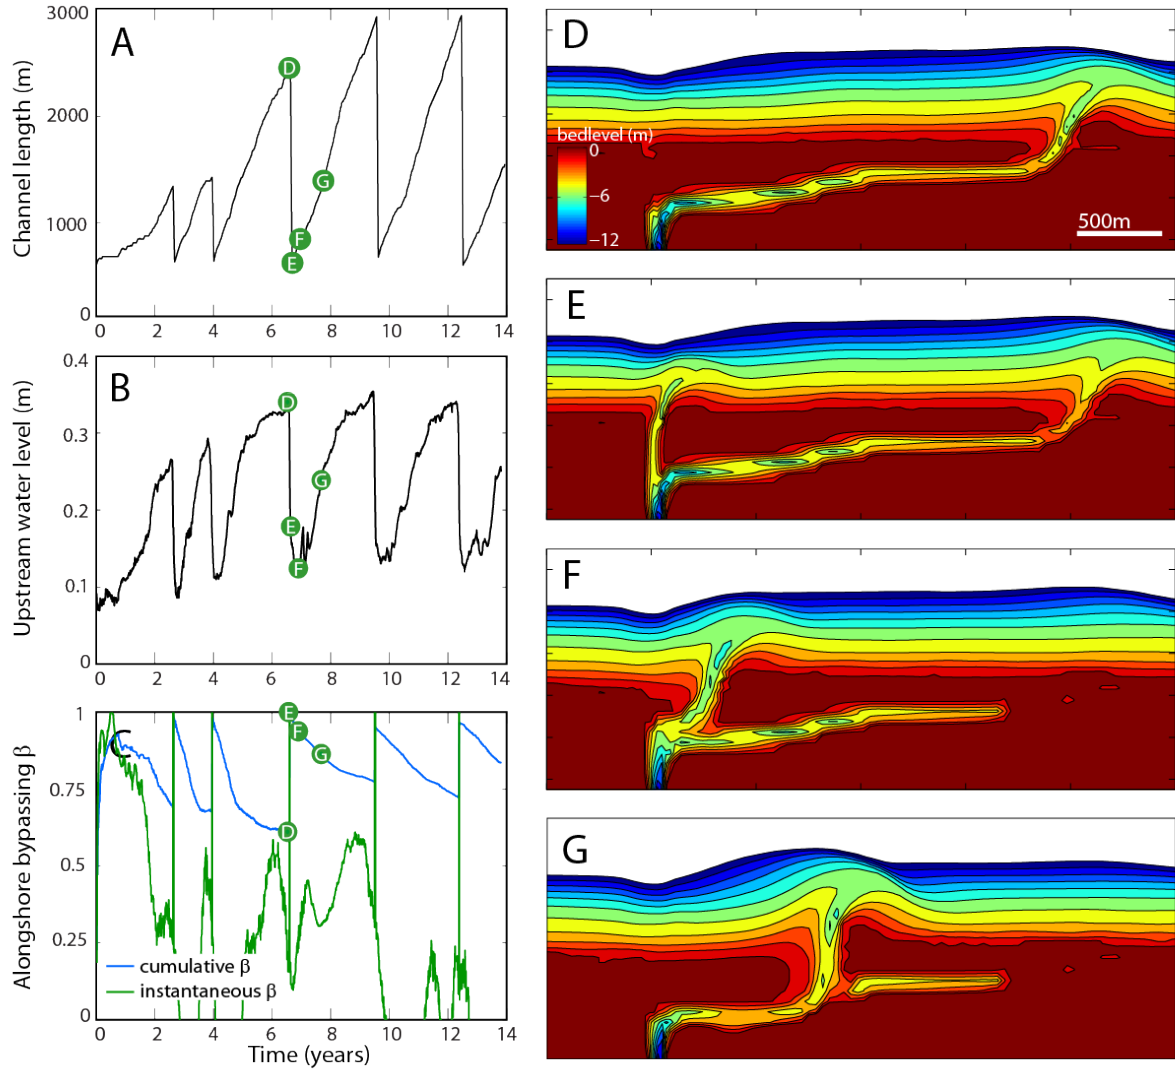 A
Channel length (m)
3000
2000
1000
0
D
G
F
E
0 2 4 6 8 10 12 14
B
Upstream water level (m)
0.4
0.3
0.2
0.1
0
D
G
E
F
0 2 4 6 8 10 12 14
C
Alongshore bypassing β
1
0.75
0.5
0.25
0
E
F
G
D
cumulative β
instantaneous β
0 2 4 6 8 10 12 14
Time (years)
D
bedlevel (m)
0
−6
−12
500m
E
F
G